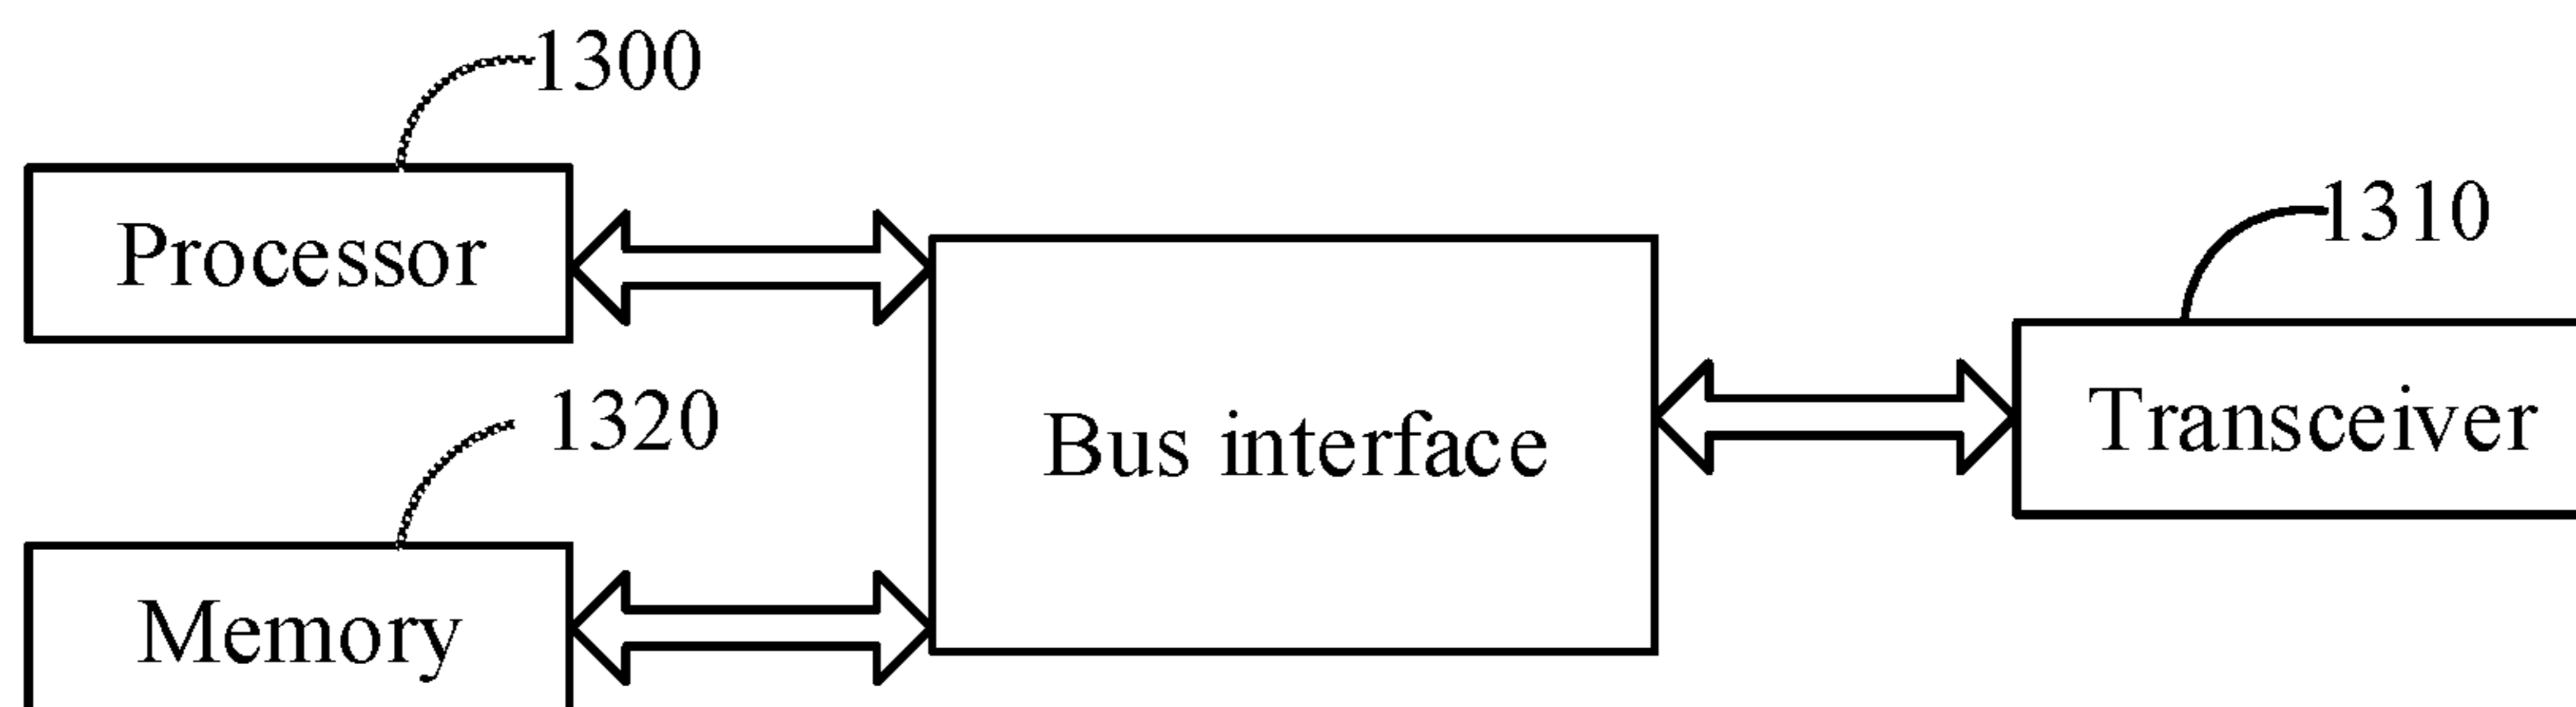 1300
Processor
1310
Transceiver
1320
Bus interface
Memory